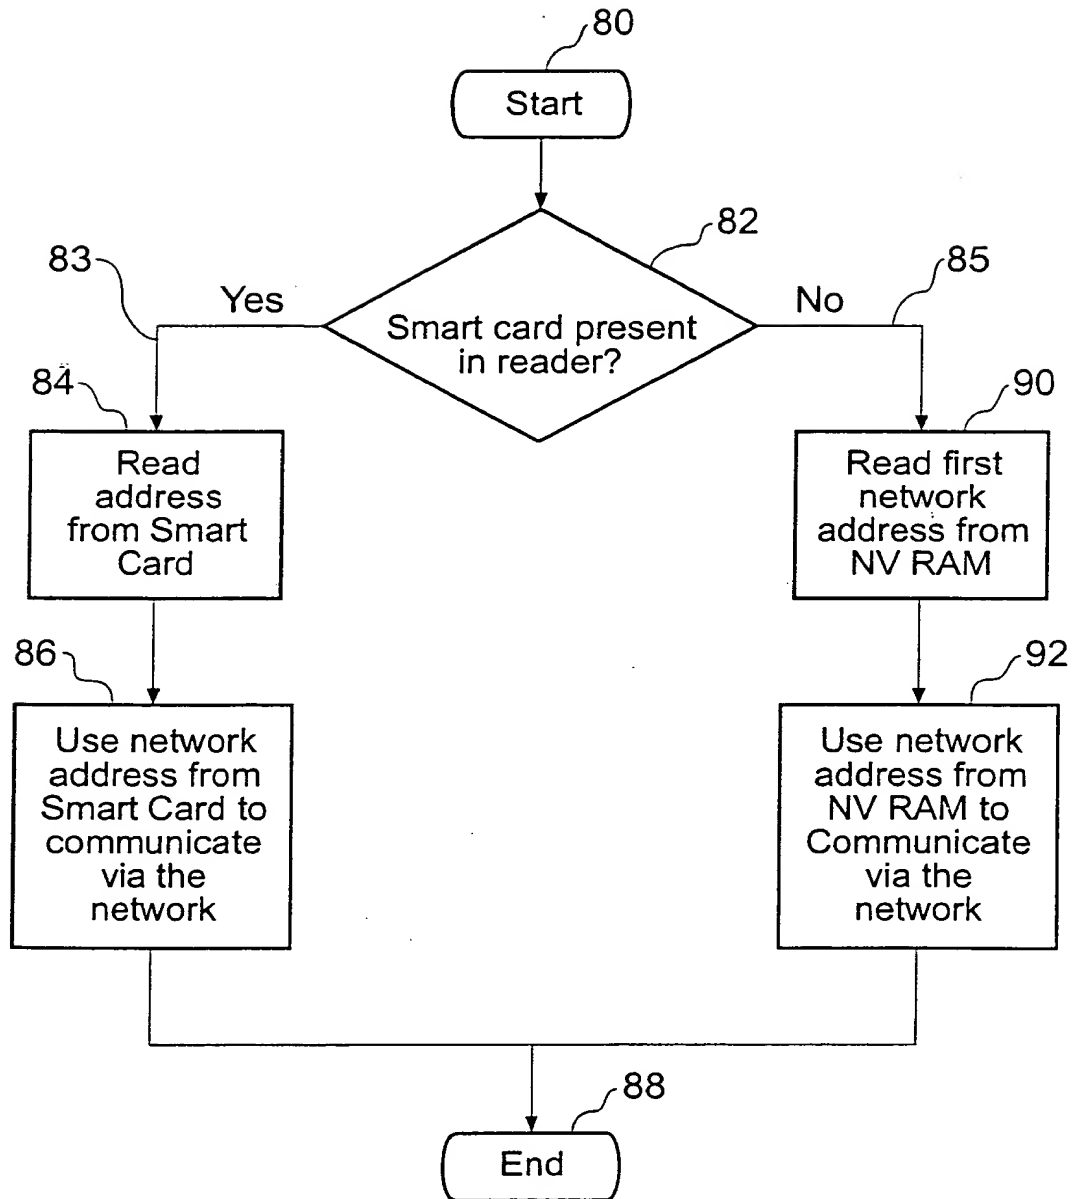 80
Start
82
83
85
Yes
No
Smart card present
in reader?
84
90
Read
address
from Smart
Card
Read first
network
address from
NV RAM
86
92
Use network
address from
Smart Card to
communicate
via the
network
Use network
address from
NV RAM to
Communicate
via the
network
88
End